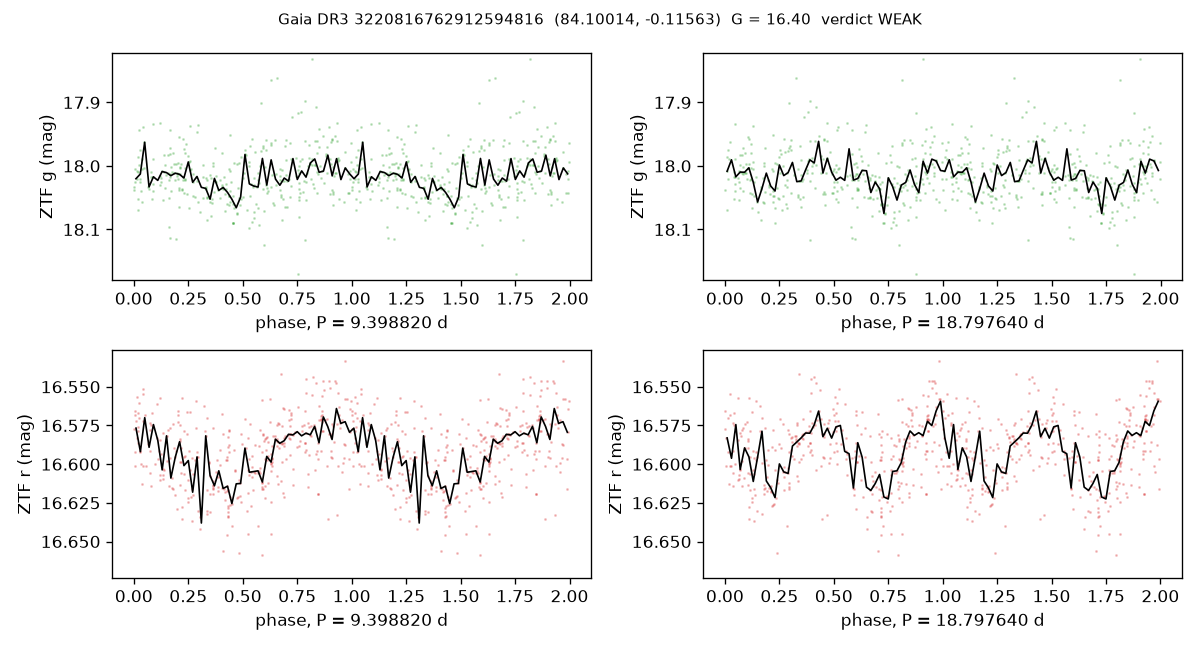 Gaia DR3 3220816762912594816  (84.10014, -0.11563)  G = 16.40  verdict WEAK
ZTF g (mag)
17.9
18.0
18.1
0.00 0.25 0.50 0.75 1.00 1.25 1.50 1.75 2.00
phase, P = 9.398820 d
ZTF g (mag)
17.9
18.0
18.1
0.00 0.25 0.50 0.75 1.00 1.25 1.50 1.75 2.00
phase, P = 18.797640 d
ZTF r (mag)
16.550
16.575
16.600
16.625
16.650
0.00 0.25 0.50 0.75 1.00 1.25 1.50 1.75 2.00
phase, P = 9.398820 d
ZTF r (mag)
16.550
16.575
16.600
16.625
16.650
0.00 0.25 0.50 0.75 1.00 1.25 1.50 1.75 2.00
phase, P = 18.797640 d